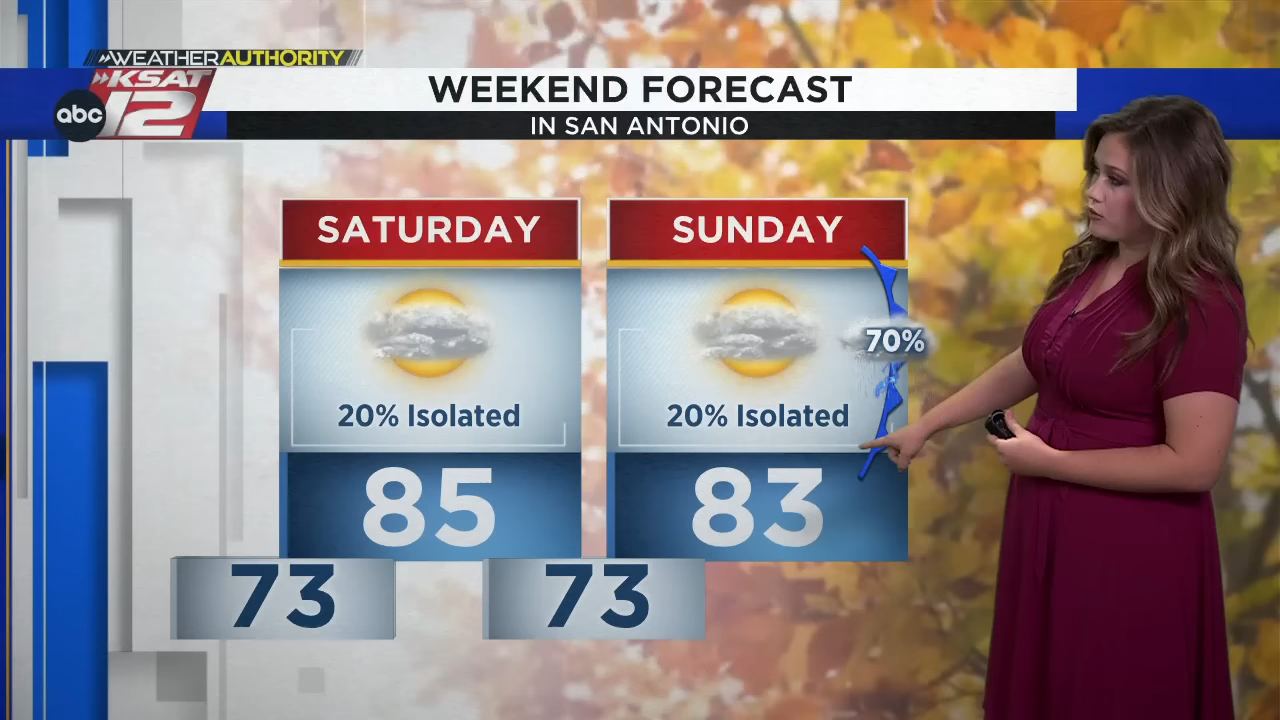 WEATHERAUTHORITY
KSAT
abc 12
WEEKEND FORECAST
IN SAN ANTONIO
SATURDAY
20% Isolated
85
73
SUNDAY
70%
20% Isolated
83
73